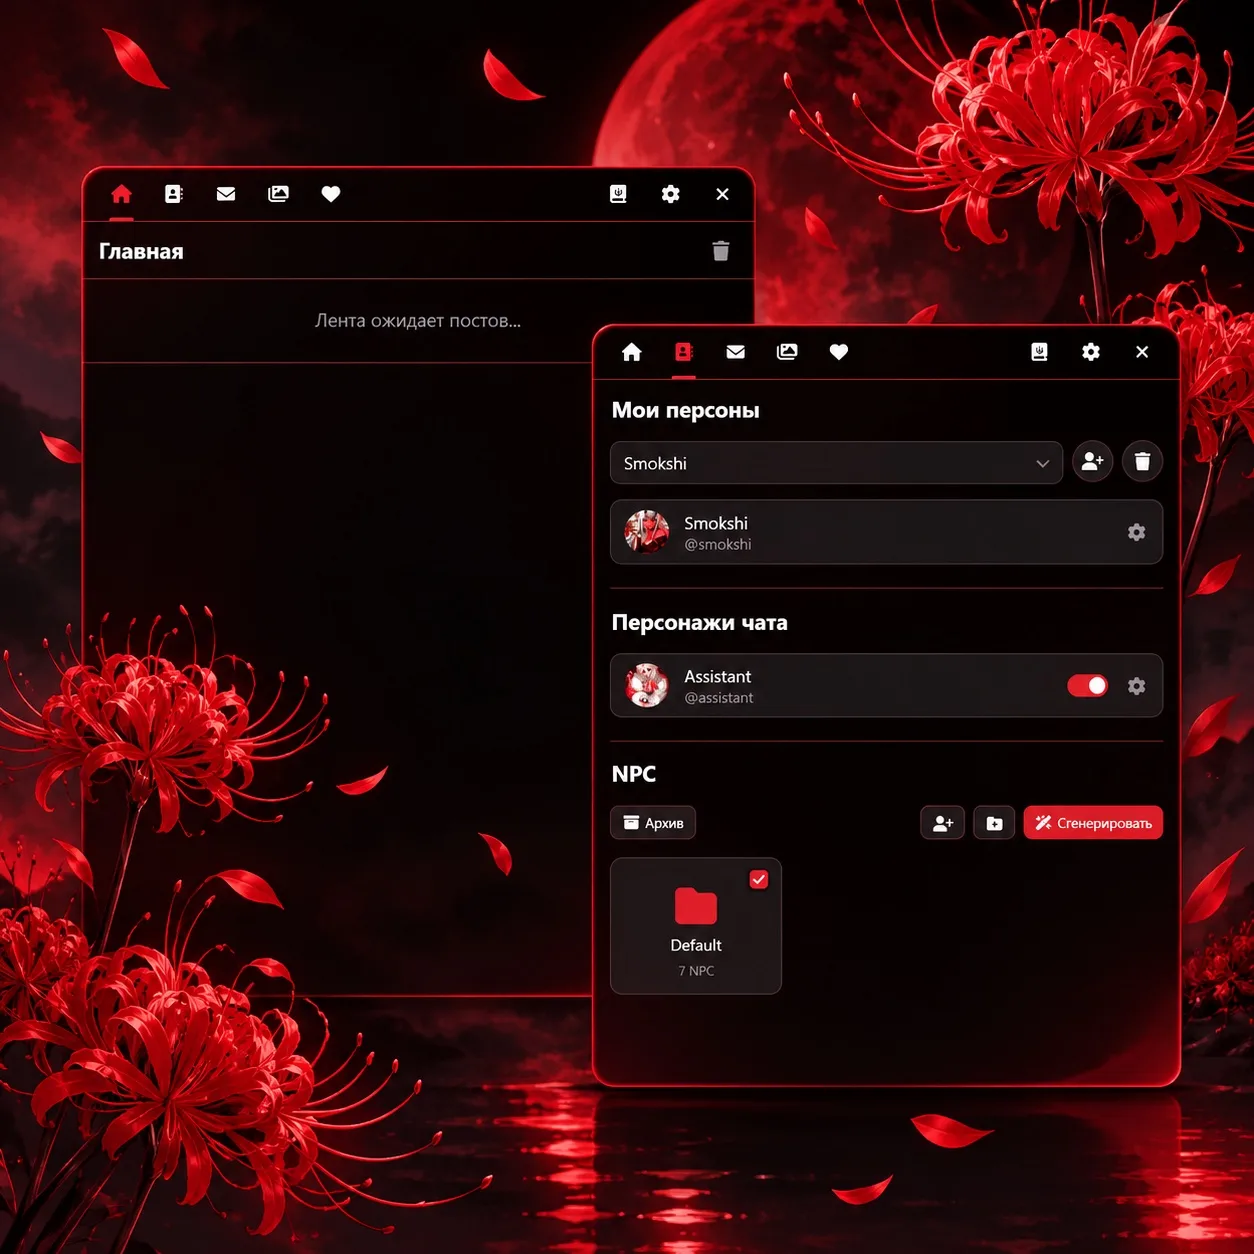 Главная
Лента ожидает постов...
Мои персоны
Smokshi
Smokshi
@smokshi
Персонажи чата
Assistant
@assistant
NPC
Архив
Сгенерировать
Default
7 NPC